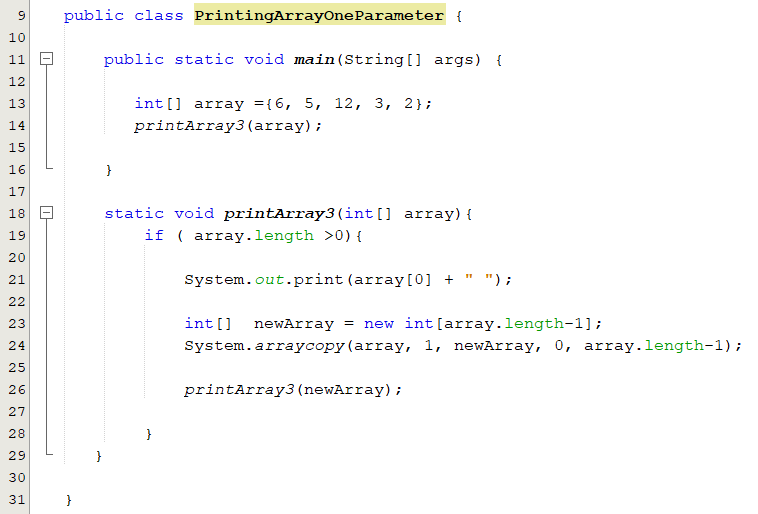 9 public class PrintingArrayOneParameter {
10
11 public static void main(String[] args) {
12
13 int[] array ={6, 5, 12, 3, 2};
14 printArray3(array);
15
16 }
17
18 static void printArray3(int[] array){
19 if ( array.length >0){
20
21 System.out.print(array[0] + " ");
22
23 int[]  newArray = new int[array.length-1];
24 System.arraycopy(array, 1, newArray, 0, array.length-1);
25
26 printArray3(newArray);
27
28 }
29 }
30
31 }